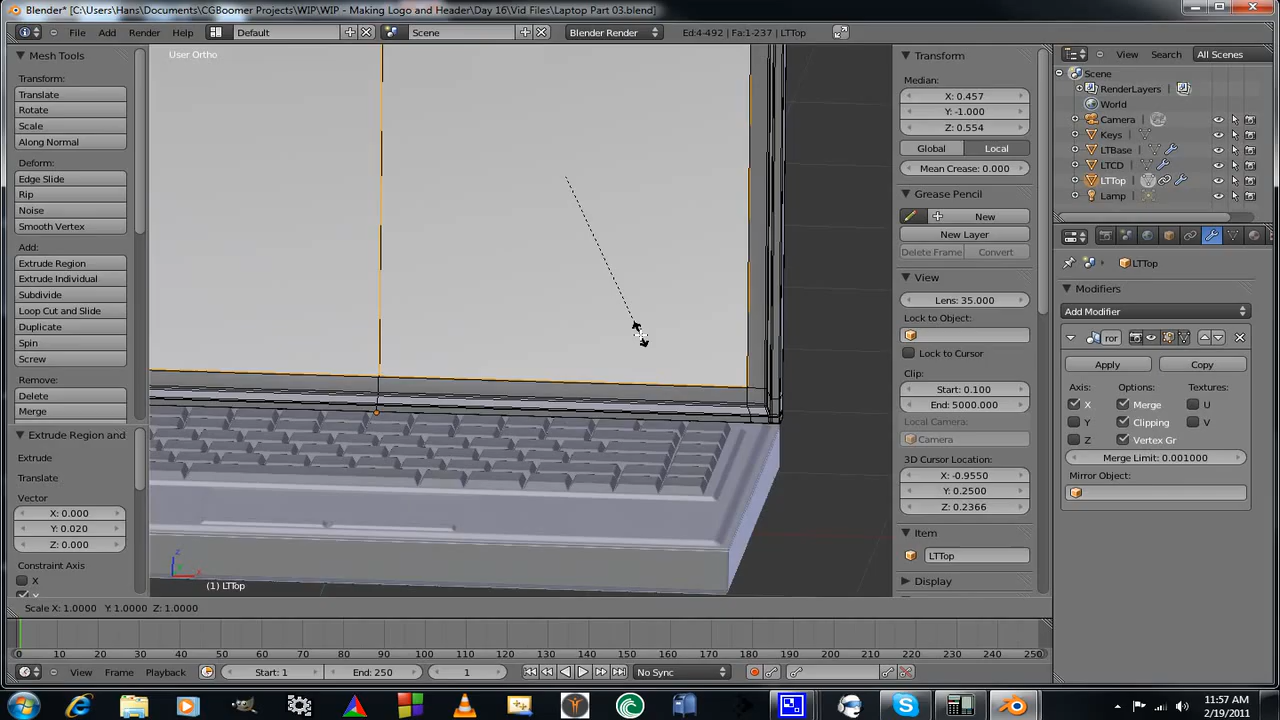 Blender* [C:\Users\Hans\Documents\CGBoomer Projects\WIP\WIP - Making Logo and Header\Day 16\Vid Files\Laptop Part 03.blend]
File Add Render Help Default Scene Blender Render Ed:4-492 | Fa:1-237 | LTTop
Mesh Tools
Transform:
Translate
Rotate
Scale
Along Normal
Deform:
Edge Slide
Rip
Noise
Smooth Vertex
Add:
Extrude Region
Extrude Individual
Subdivide
Loop Cut and Slide
Duplicate
Spin
Screw
Remove:
Delete
Merge
Extrude Region and
Extrude
Translate
Vector
X: 0.000
Y: 0.020
Z: 0.000
Constraint Axis
X
User Ortho
(1) LTTop
Scale X: 1.0000 Y: 1.0000 Z: 1.0000
Transform
Median:
X: 0.457
Y: -1.000
Z: 0.554
Global Local
Mean Crease: 0.000
Grease Pencil
New
New Layer
Delete Frame Convert
View
Lens: 35.000
Lock to Object:
Lock to Cursor
Clip:
Start: 0.100
End: 5000.000
Local Camera:
Camera
3D Cursor Location:
X: -0.9550
Y: 0.2500
Z: 0.2366
Item
LTTop
Display
View Search All Scenes
Scene
RenderLayers
World
Camera
Keys
LTBase
LTCD
LTTop
Lamp
LTTop
Modifiers
Add Modifier
ror
Apply Copy
Axis: Options: Textures:
X Merge U
Y Clipping V
Z Vertex Gr
Merge Limit: 0.001000
Mirror Object:
0 10 20 30 40 50 60 70 80 90 100 110 120 130 140 150 160 170 180 190 200 210 220 230 240 250
View Frame Playback Start: 1 End: 250 1 No Sync
11:57 AM
2/19/2011